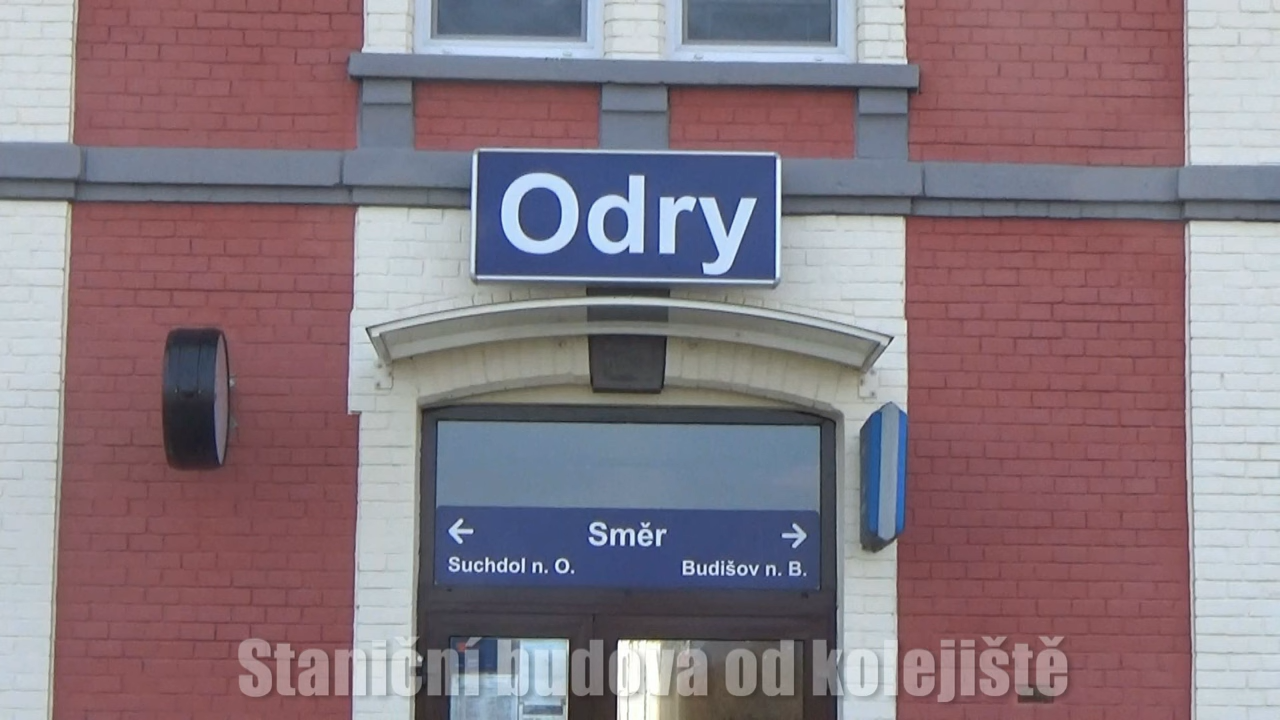 Odry
← Směr →
Suchdol n. O. Budišov n. B.
Staniční budova od kolejiště